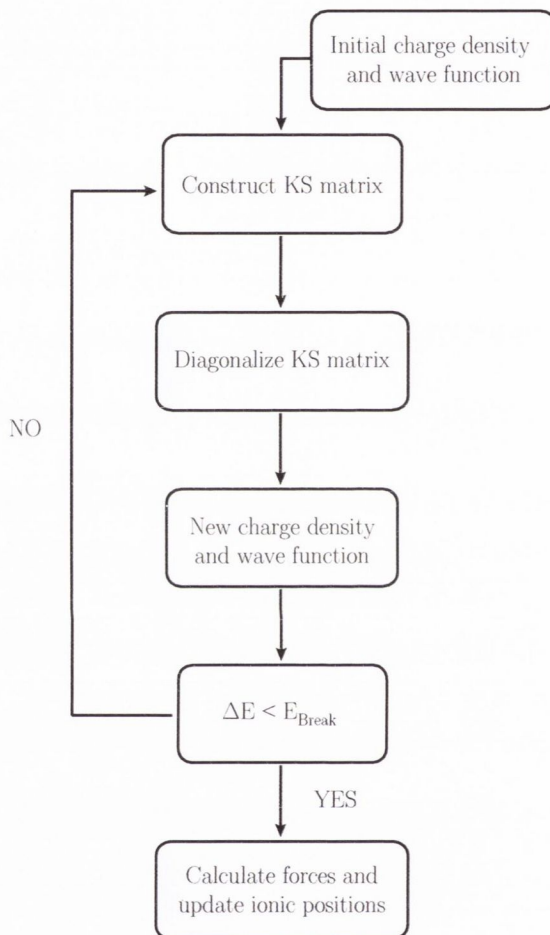 Initial charge density
and wave function
Construct KS matrix
Diagonalize KS matrix
NO
New charge density
and wave function
ΔE < E_Break
YES
Calculate forces and
update ionic positions